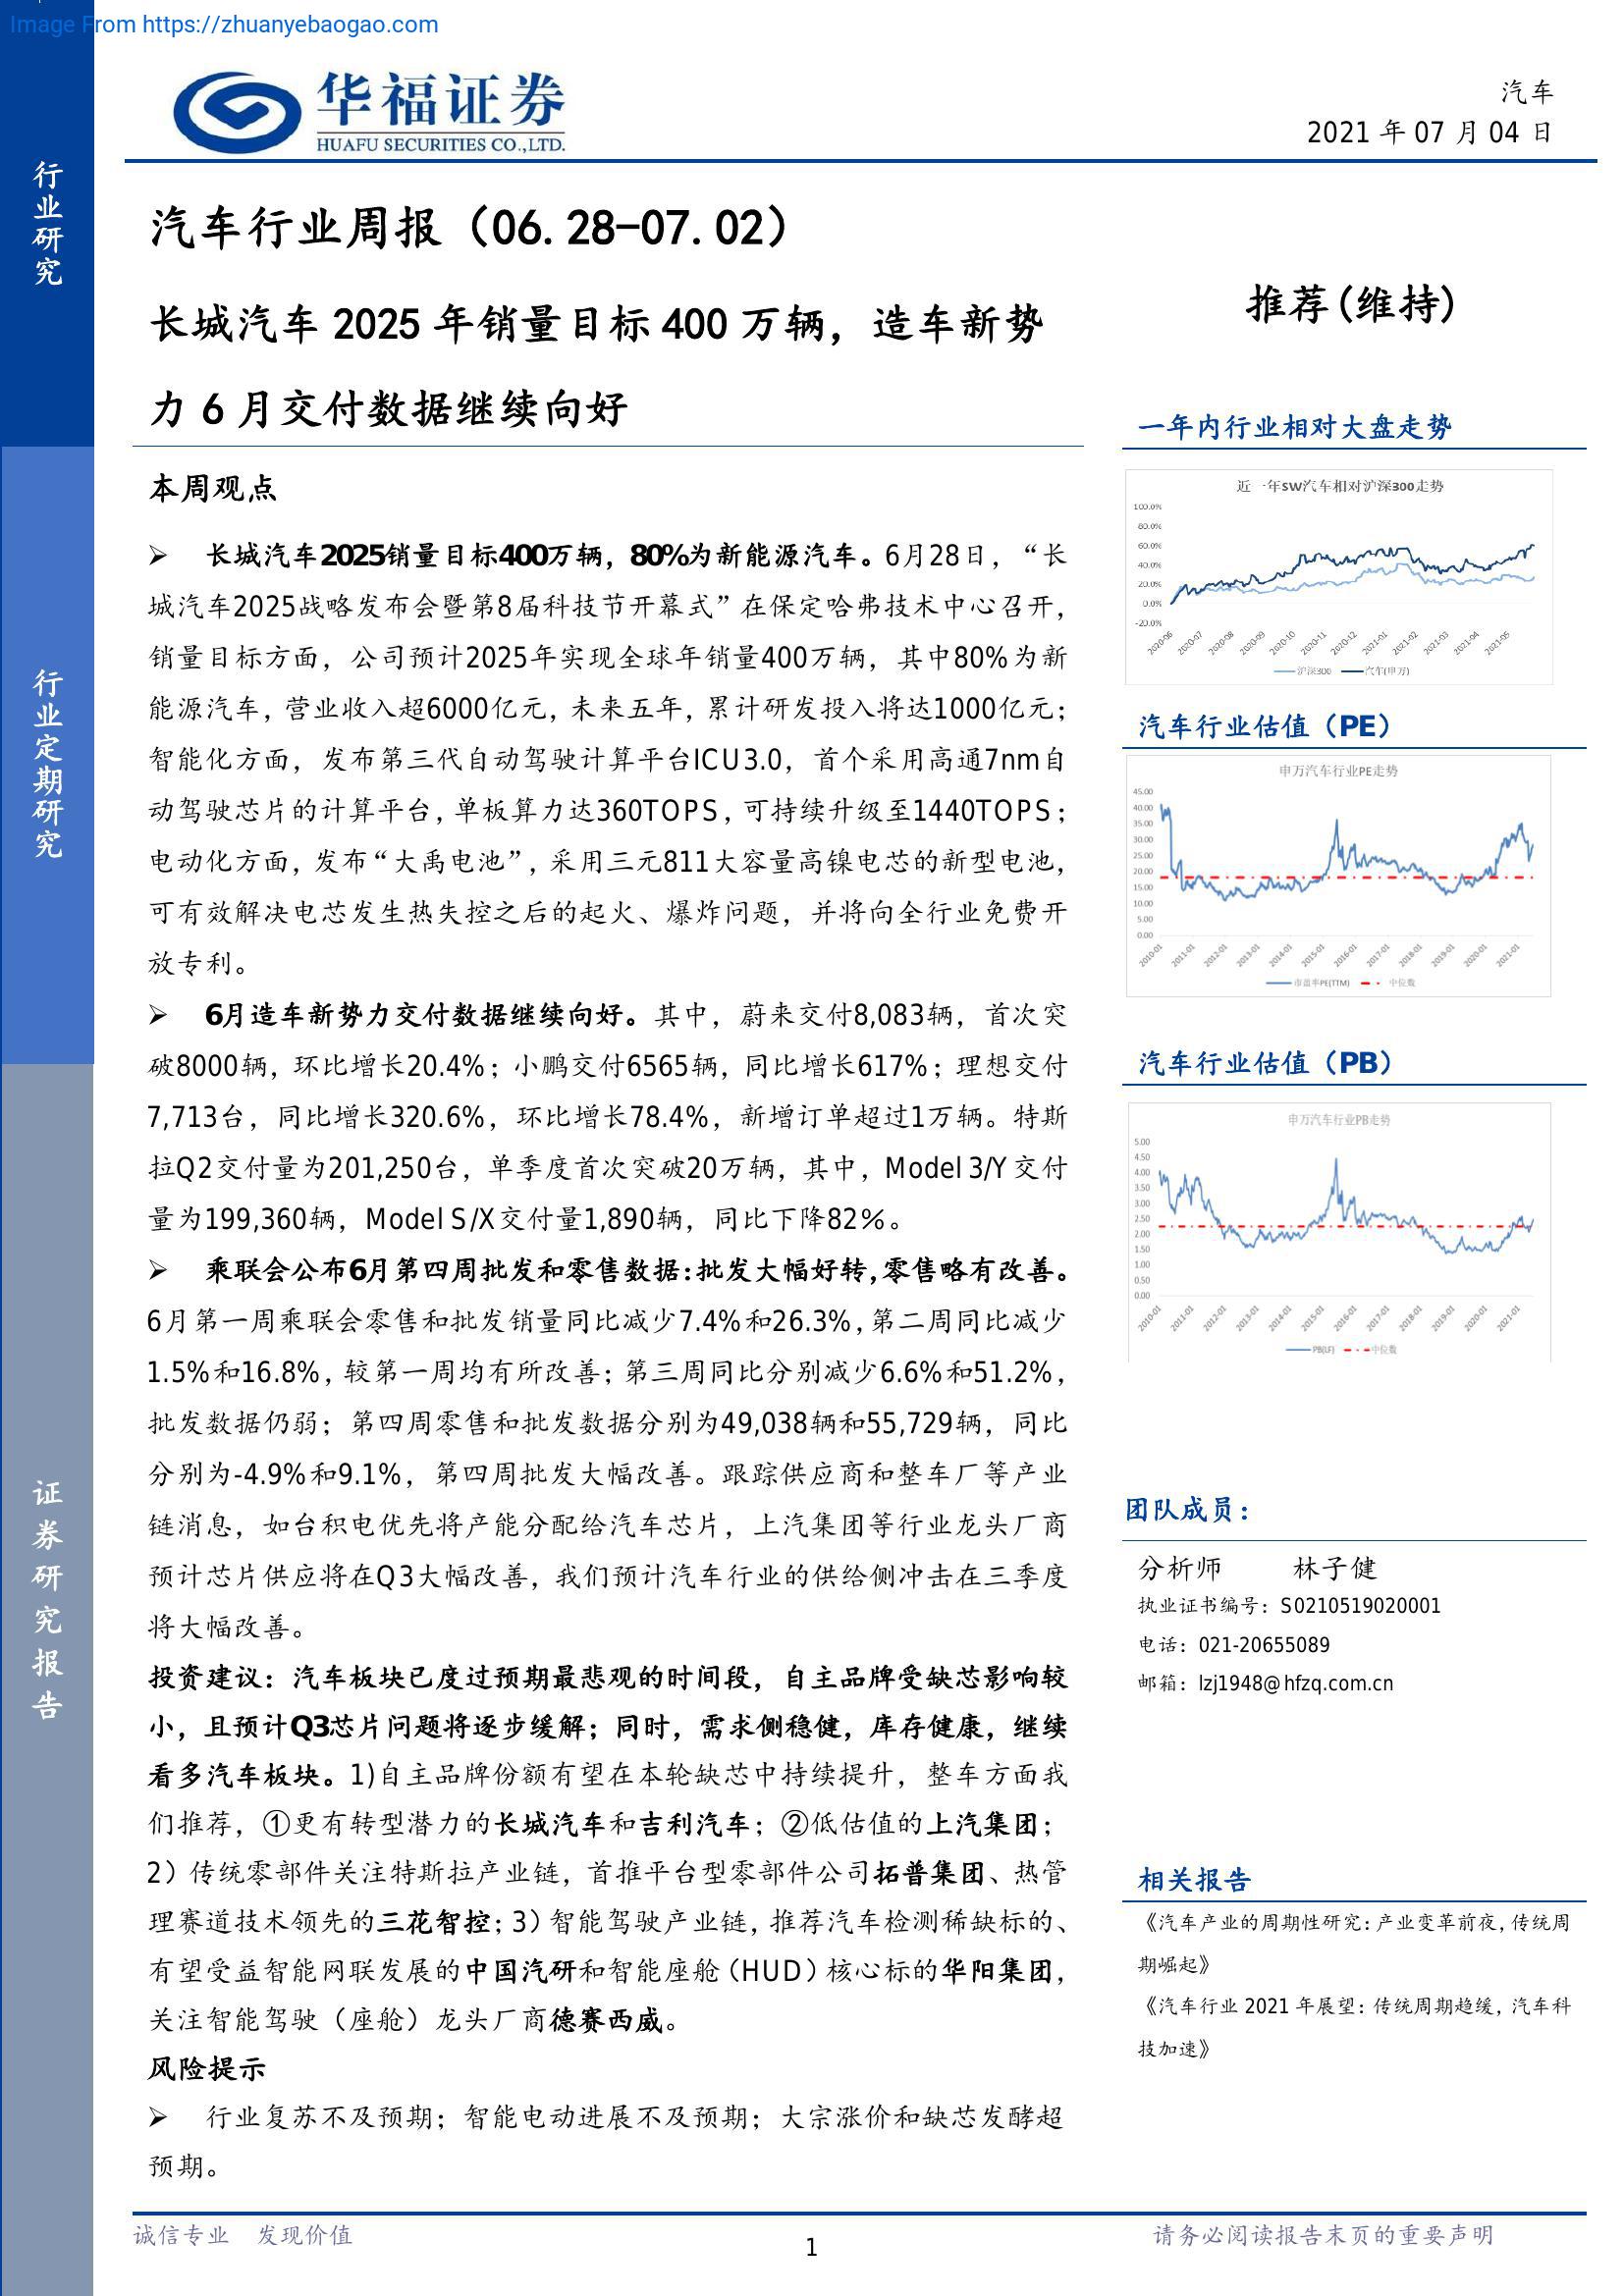 Image From https://zhuanyebaogao.com
华福证券
HUAFU SECURITIES CO.,LTD.
汽车
2021 年 07 月 04 日
行业研究
行业定期研究
证券研究报告
汽车行业周报（06.28-07.02）
长城汽车 2025 年销量目标 400 万辆，造车新势
力 6 月交付数据继续向好
本周观点
➢ 长城汽车2025销量目标400万辆，80%为新能源汽车。6月28日，“长
城汽车2025战略发布会暨第8届科技节开幕式”在保定哈弗技术中心召开，
销量目标方面，公司预计2025年实现全球年销量400万辆，其中80%为新
能源汽车，营业收入超6000亿元，未来五年，累计研发投入将达1000亿元；
智能化方面，发布第三代自动驾驶计算平台ICU3.0，首个采用高通7nm自
动驾驶芯片的计算平台，单板算力达360TOPS，可持续升级至1440TOPS；
电动化方面，发布“大禹电池”，采用三元811大容量高镍电芯的新型电池，
可有效解决电芯发生热失控之后的起火、爆炸问题，并将向全行业免费开
放专利。
➢ 6月造车新势力交付数据继续向好。其中，蔚来交付8,083辆，首次突
破8000辆，环比增长20.4%；小鹏交付6565辆，同比增长617%；理想交付
7,713台，同比增长320.6%，环比增长78.4%，新增订单超过1万辆。特斯
拉Q2交付量为201,250台，单季度首次突破20万辆，其中，Model 3/Y 交付
量为199,360辆，Model S/X交付量1,890辆，同比下降82%。
➢ 乘联会公布6月第四周批发和零售数据:批发大幅好转,零售略有改善。
6月第一周乘联会零售和批发销量同比减少7.4%和26.3%，第二周同比减少
1.5%和16.8%，较第一周均有所改善；第三周同比分别减少6.6%和51.2%，
批发数据仍弱；第四周零售和批发数据分别为49,038辆和55,729辆，同比
分别为-4.9%和9.1%，第四周批发大幅改善。跟踪供应商和整车厂等产业
链消息，如台积电优先将产能分配给汽车芯片，上汽集团等行业龙头厂商
预计芯片供应将在Q3大幅改善，我们预计汽车行业的供给侧冲击在三季度
将大幅改善。
投资建议：汽车板块已度过预期最悲观的时间段，自主品牌受缺芯影响较
小，且预计Q3芯片问题将逐步缓解；同时，需求侧稳健，库存健康，继续
看多汽车板块。1)自主品牌份额有望在本轮缺芯中持续提升，整车方面我
们推荐，①更有转型潜力的长城汽车和吉利汽车；②低估值的上汽集团；
2）传统零部件关注特斯拉产业链，首推平台型零部件公司拓普集团、热管
理赛道技术领先的三花智控；3）智能驾驶产业链，推荐汽车检测稀缺标的、
有望受益智能网联发展的中国汽研和智能座舱（HUD）核心标的华阳集团，
关注智能驾驶（座舱）龙头厂商德赛西威。
风险提示
➢ 行业复苏不及预期；智能电动进展不及预期；大宗涨价和缺芯发酵超
预期。
推荐(维持)
一年内行业相对大盘走势
近一年SW汽车相对沪深300走势
100.0%
80.0%
60.0%
40.0%
20.0%
0.0%
-20.0%
2020-06 2020-07 2020-08 2020-09 2020-10 2020-11 2020-12 2021-01 2021-02 2021-03 2021-04 2021-05
沪深300 汽车(申万)
汽车行业估值（PE）
申万汽车行业PE走势
45.00
40.00
35.00
30.00
25.00
20.00
15.00
10.00
5.00
0.00
2010-01 2011-01 2012-01 2013-01 2014-01 2015-01 2016-01 2017-01 2018-01 2019-01 2020-01 2021-01
市盈率PE(TTM) 中位数
汽车行业估值（PB）
申万汽车行业PB走势
5.00
4.50
4.00
3.50
3.00
2.50
2.00
1.50
1.00
0.50
0.00
2010-01 2011-01 2012-01 2013-01 2014-01 2015-01 2016-01 2017-01 2018-01 2019-01 2020-01 2021-01
PB(LF) 中位数
团队成员：
分析师 林子健
执业证书编号：S0210519020001
电话：021-20655089
邮箱：lzj1948@hfzq.com.cn
相关报告
《汽车产业的周期性研究：产业变革前夜，传统周
期崛起》
《汽车行业 2021 年展望：传统周期趋缓，汽车科
技加速》
诚信专业 发现价值
1
请务必阅读报告末页的重要声明